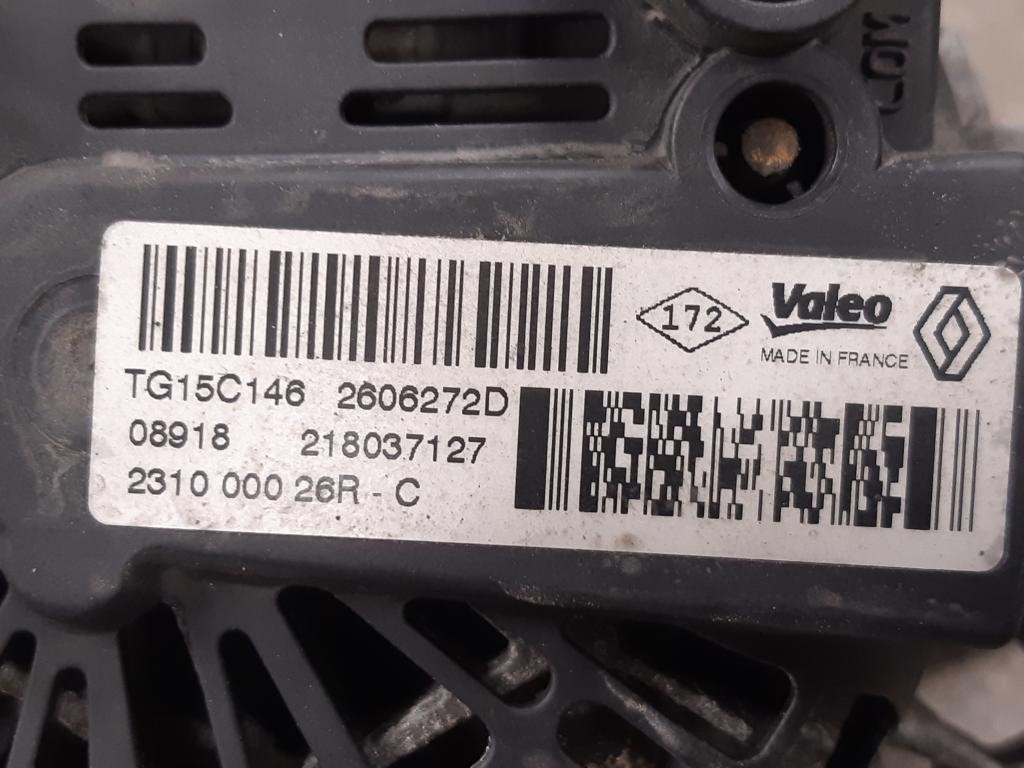 172 Valeo
MADE IN FRANCE
TG15C146 2606272D
08918 218037127
2310 000 26R - C